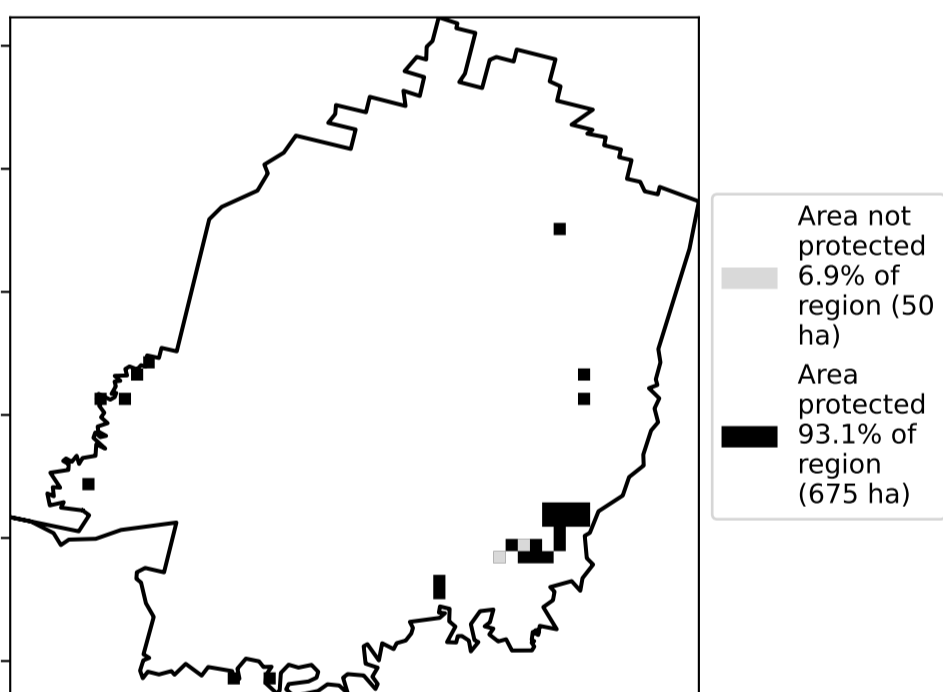 Area not
protected
6.9% of
region (50
ha)
Area
protected
93.1% of
region
(675 ha)